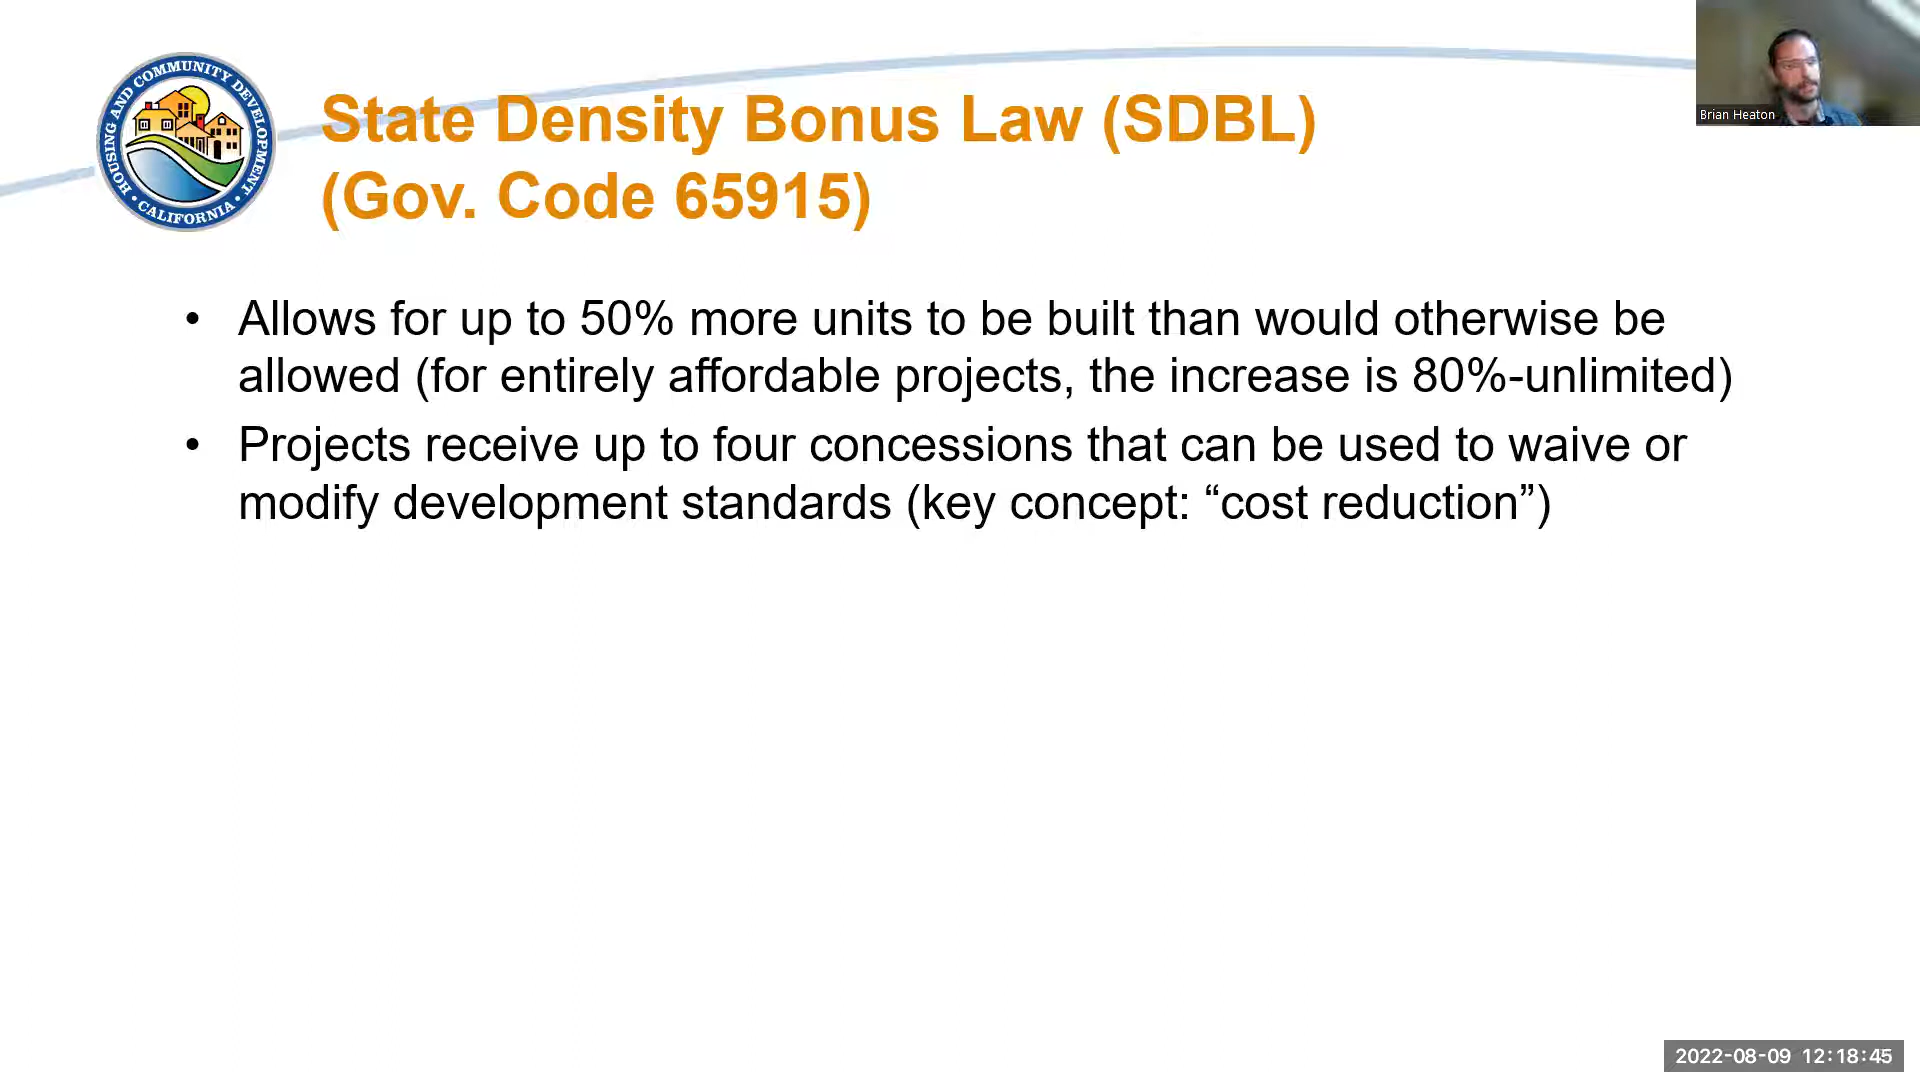 HOUSING AND COMMUNITY DEVELOPMENT
• CALIFORNIA •
State Density Bonus Law (SDBL)
(Gov. Code 65915)
Brian Heaton
• Allows for up to 50% more units to be built than would otherwise be
allowed (for entirely affordable projects, the increase is 80%-unlimited)
• Projects receive up to four concessions that can be used to waive or
modify development standards (key concept: “cost reduction”)
2022-08-09 12:18:45